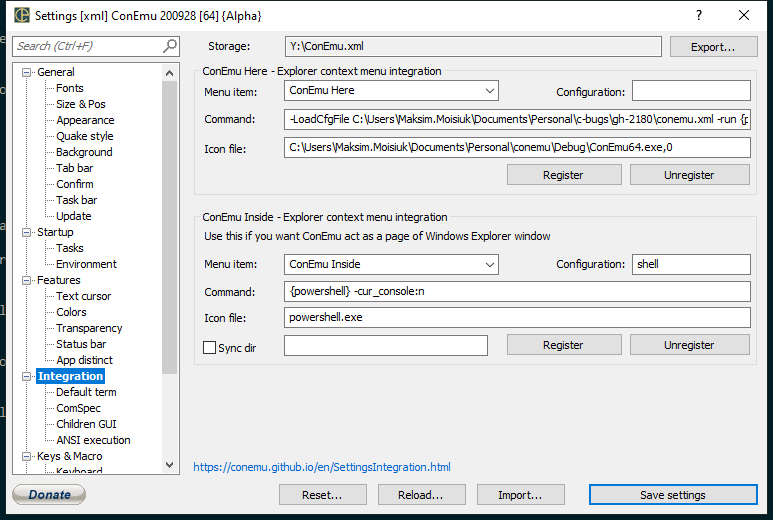 Settings [xml] ConEmu 200928 [64] {Alpha}
?
Search (Ctrl+F)
General
Fonts
Size & Pos
Appearance
Quake style
Background
Tab bar
Confirm
Task bar
Update
Startup
Tasks
Environment
Features
Text cursor
Colors
Transparency
Status bar
App distinct
Integration
Default term
ComSpec
Children GUI
ANSI execution
Keys & Macro
Keyboard
Donate
Storage: Y:\ConEmu.xml Export...
ConEmu Here - Explorer context menu integration
Menu item: ConEmu Here Configuration:
Command: -LoadCfgFile C:\Users\Maksim.Moisiuk\Documents\Personal\c-bugs\gh-2180\conemu.xml -run {p
Icon file: C:\Users\Maksim.Moisiuk\Documents\Personal\conemu\Debug\ConEmu64.exe,0
Register Unregister
ConEmu Inside - Explorer context menu integration
Use this if you want ConEmu act as a page of Windows Explorer window
Menu item: ConEmu Inside Configuration: shell
Command: {powershell} -cur_console:n
Icon file: powershell.exe
Sync dir Register Unregister
https://conemu.github.io/en/SettingsIntegration.html
Reset... Reload... Import... Save settings